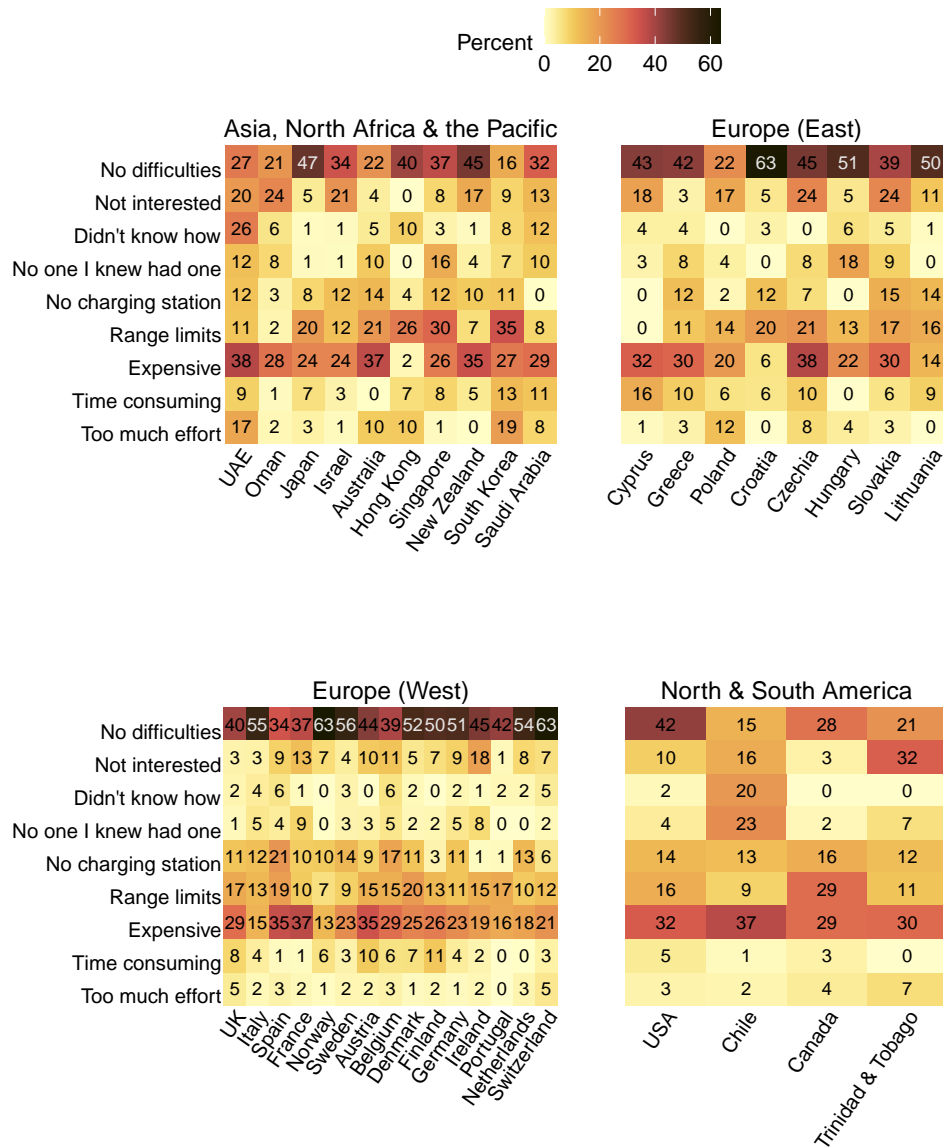 Percent
0 20 40 60
Asia, North Africa & the Pacific
No difficulties 27 21 47 34 22 40 37 45 16 32
Not interested 20 24 5 21 4 0 8 17 9 13
Didn't know how 26 6 1 1 5 10 3 1 8 12
No one I knew had one 12 8 1 1 10 0 16 4 7 10
No charging station 12 3 8 12 14 4 12 10 11 0
Range limits 11 2 20 12 21 26 30 7 35 8
Expensive 38 28 24 24 37 2 26 35 27 29
Time consuming 9 1 7 3 0 7 8 5 13 11
Too much effort 17 2 3 1 10 10 1 0 19 8
UAE Oman Japan Israel Australia Hong Kong Singapore New Zealand South Korea Saudi Arabia
Europe (East)
43 42 22 63 45 51 39 50
18 3 17 5 24 5 24 11
4 4 0 3 0 6 5 1
3 8 4 0 8 18 9 0
0 12 2 12 7 0 15 14
0 11 14 20 21 13 17 16
32 30 20 6 38 22 30 14
16 10 6 6 10 0 6 9
1 3 12 0 8 4 3 0
Cyprus Greece Poland Croatia Czechia Hungary Slovakia Lithuania
Europe (West)
No difficulties 40 55 34 37 63 56 44 39 52 50 51 45 42 54 63
Not interested 3 3 9 13 7 4 10 11 5 7 9 18 1 8 7
Didn't know how 2 4 6 1 0 3 0 6 2 0 2 1 2 2 5
No one I knew had one 1 5 4 9 0 3 3 5 2 2 5 8 0 0 2
No charging station 11 12 21 10 10 14 9 17 11 3 11 1 1 13 6
Range limits 17 13 19 10 7 9 15 15 20 13 11 15 17 10 12
Expensive 29 15 35 37 13 23 35 29 25 26 23 19 16 18 21
Time consuming 8 4 1 1 6 3 10 6 7 11 4 2 0 0 3
Too much effort 5 2 3 2 1 2 2 3 1 2 1 2 0 3 5
UK Italy Spain France Norway Sweden Austria Belgium Denmark Finland Germany Ireland Portugal Netherlands Switzerland
North & South America
42 15 28 21
10 16 3 32
2 20 0 0
4 23 2 7
14 13 16 12
16 9 29 11
32 37 29 30
5 1 3 0
3 2 4 7
USA Chile Canada Trinidad & Tobago